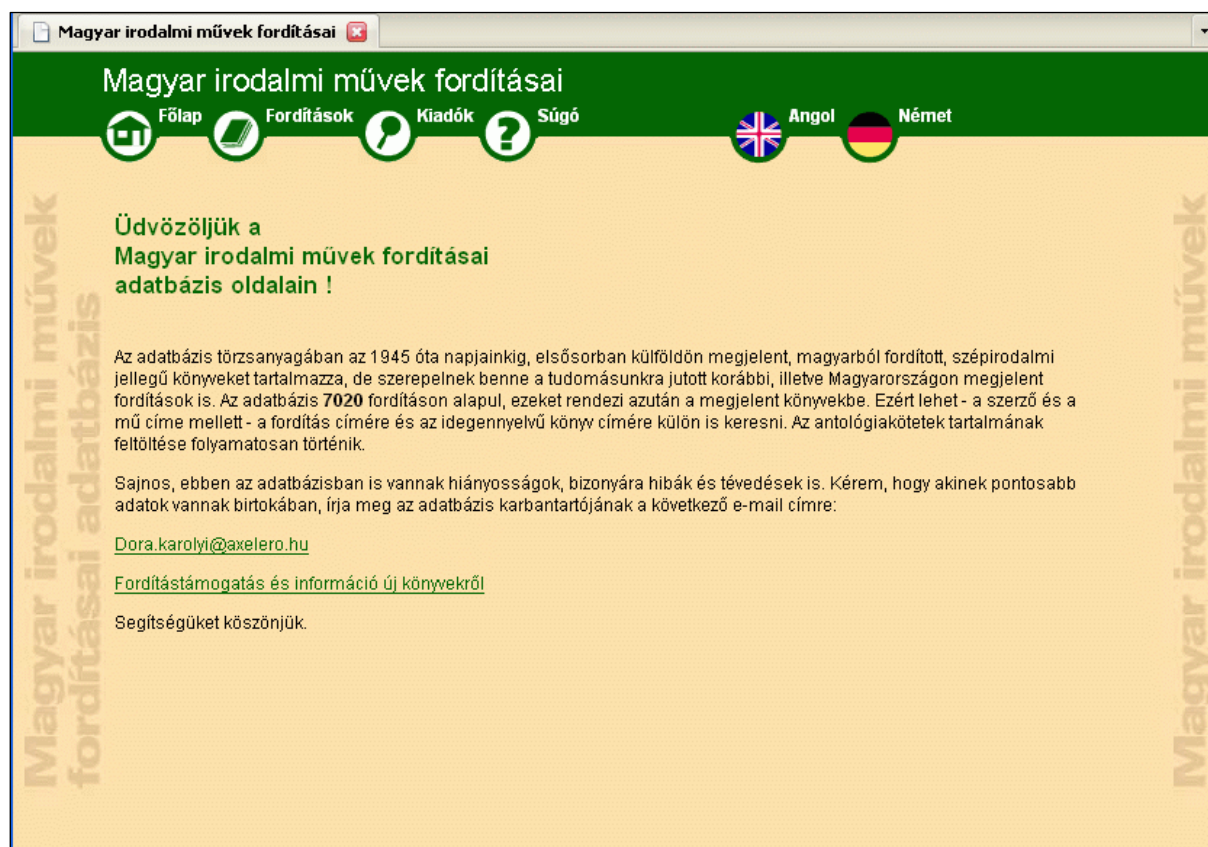 Magyar irodalmi művek fordításai
Magyar irodalmi művek fordításai
Főlap Fordítások Kiadók Súgó Angol Német
Üdvözöljük a
Magyar irodalmi művek fordításai
adatbázis oldalain !
Az adatbázis törzsanyagában az 1945 óta napjainkig, elsősorban külföldön megjelent, magyarból fordított, szépirodalmi
jellegű könyveket tartalmazza, de szerepelnek benne a tudomásunkra jutott korábbi, illetve Magyarországon megjelent
fordítások is. Az adatbázis 7020 fordításon alapul, ezeket rendezi azután a megjelent könyvekbe. Ezért lehet - a szerző és a
mű címe mellett - a fordítás címére és az idegennyelvű könyv címére külön is keresni. Az antológiakötetek tartalmának
feltöltése folyamatosan történik.
Sajnos, ebben az adatbázisban is vannak hiányosságok, bizonyára hibák és tévedések is. Kérem, hogy akinek pontosabb
adatok vannak birtokában, írja meg az adatbázis karbantartójának a következő e-mail címre:
Dora.karolyi@axelero.hu
Fordítástámogatás és információ új könyvekről
Segítségüket köszönjük.
Magyar irodalmi művek
fordításai adatbázis
Magyar irodalmi művek